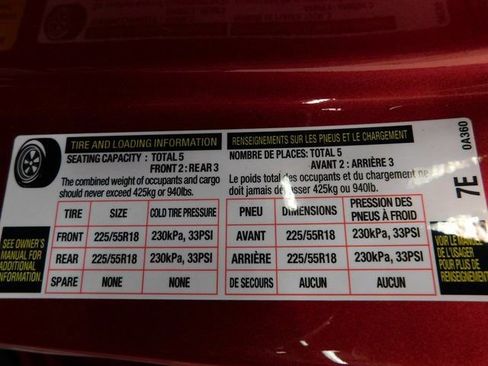 TIRE AND LOADING INFORMATION
SEATING CAPACITY : TOTAL 5
FRONT 2 : REAR 3
The combined weight of occupants and cargo
should never exceed 425kg or 940lbs.
TIRE SIZE COLD TIRE PRESSURE
FRONT 225/55R18 230kPa, 33PSI
REAR 225/55R18 230kPa, 33PSI
SPARE NONE NONE
SEE OWNER'S
MANUAL FOR
ADDITIONAL
INFORMATION.
RENSEIGNEMENTS SUR LES PNEUS ET LE CHARGEMENT
NOMBRE DE PLACES: TOTAL 5
AVANT 2 : ARRIÈRE 3
Le poids total des occupants et du chargement ne
doit jamais dépasser 425kg ou 940lb.
PNEU DIMENSIONS PRESSION DES
PNEUS À FROID
AVANT 225/55R18 230kPa, 33PSI
ARRIÈRE 225/55R18 230kPa, 33PSI
DE SECOURS AUCUN AUCUN
VOIR LE MANUEL
DE L'USAGER
POUR PLUS DE
RENSEIGNEMENTS
7E
0A360